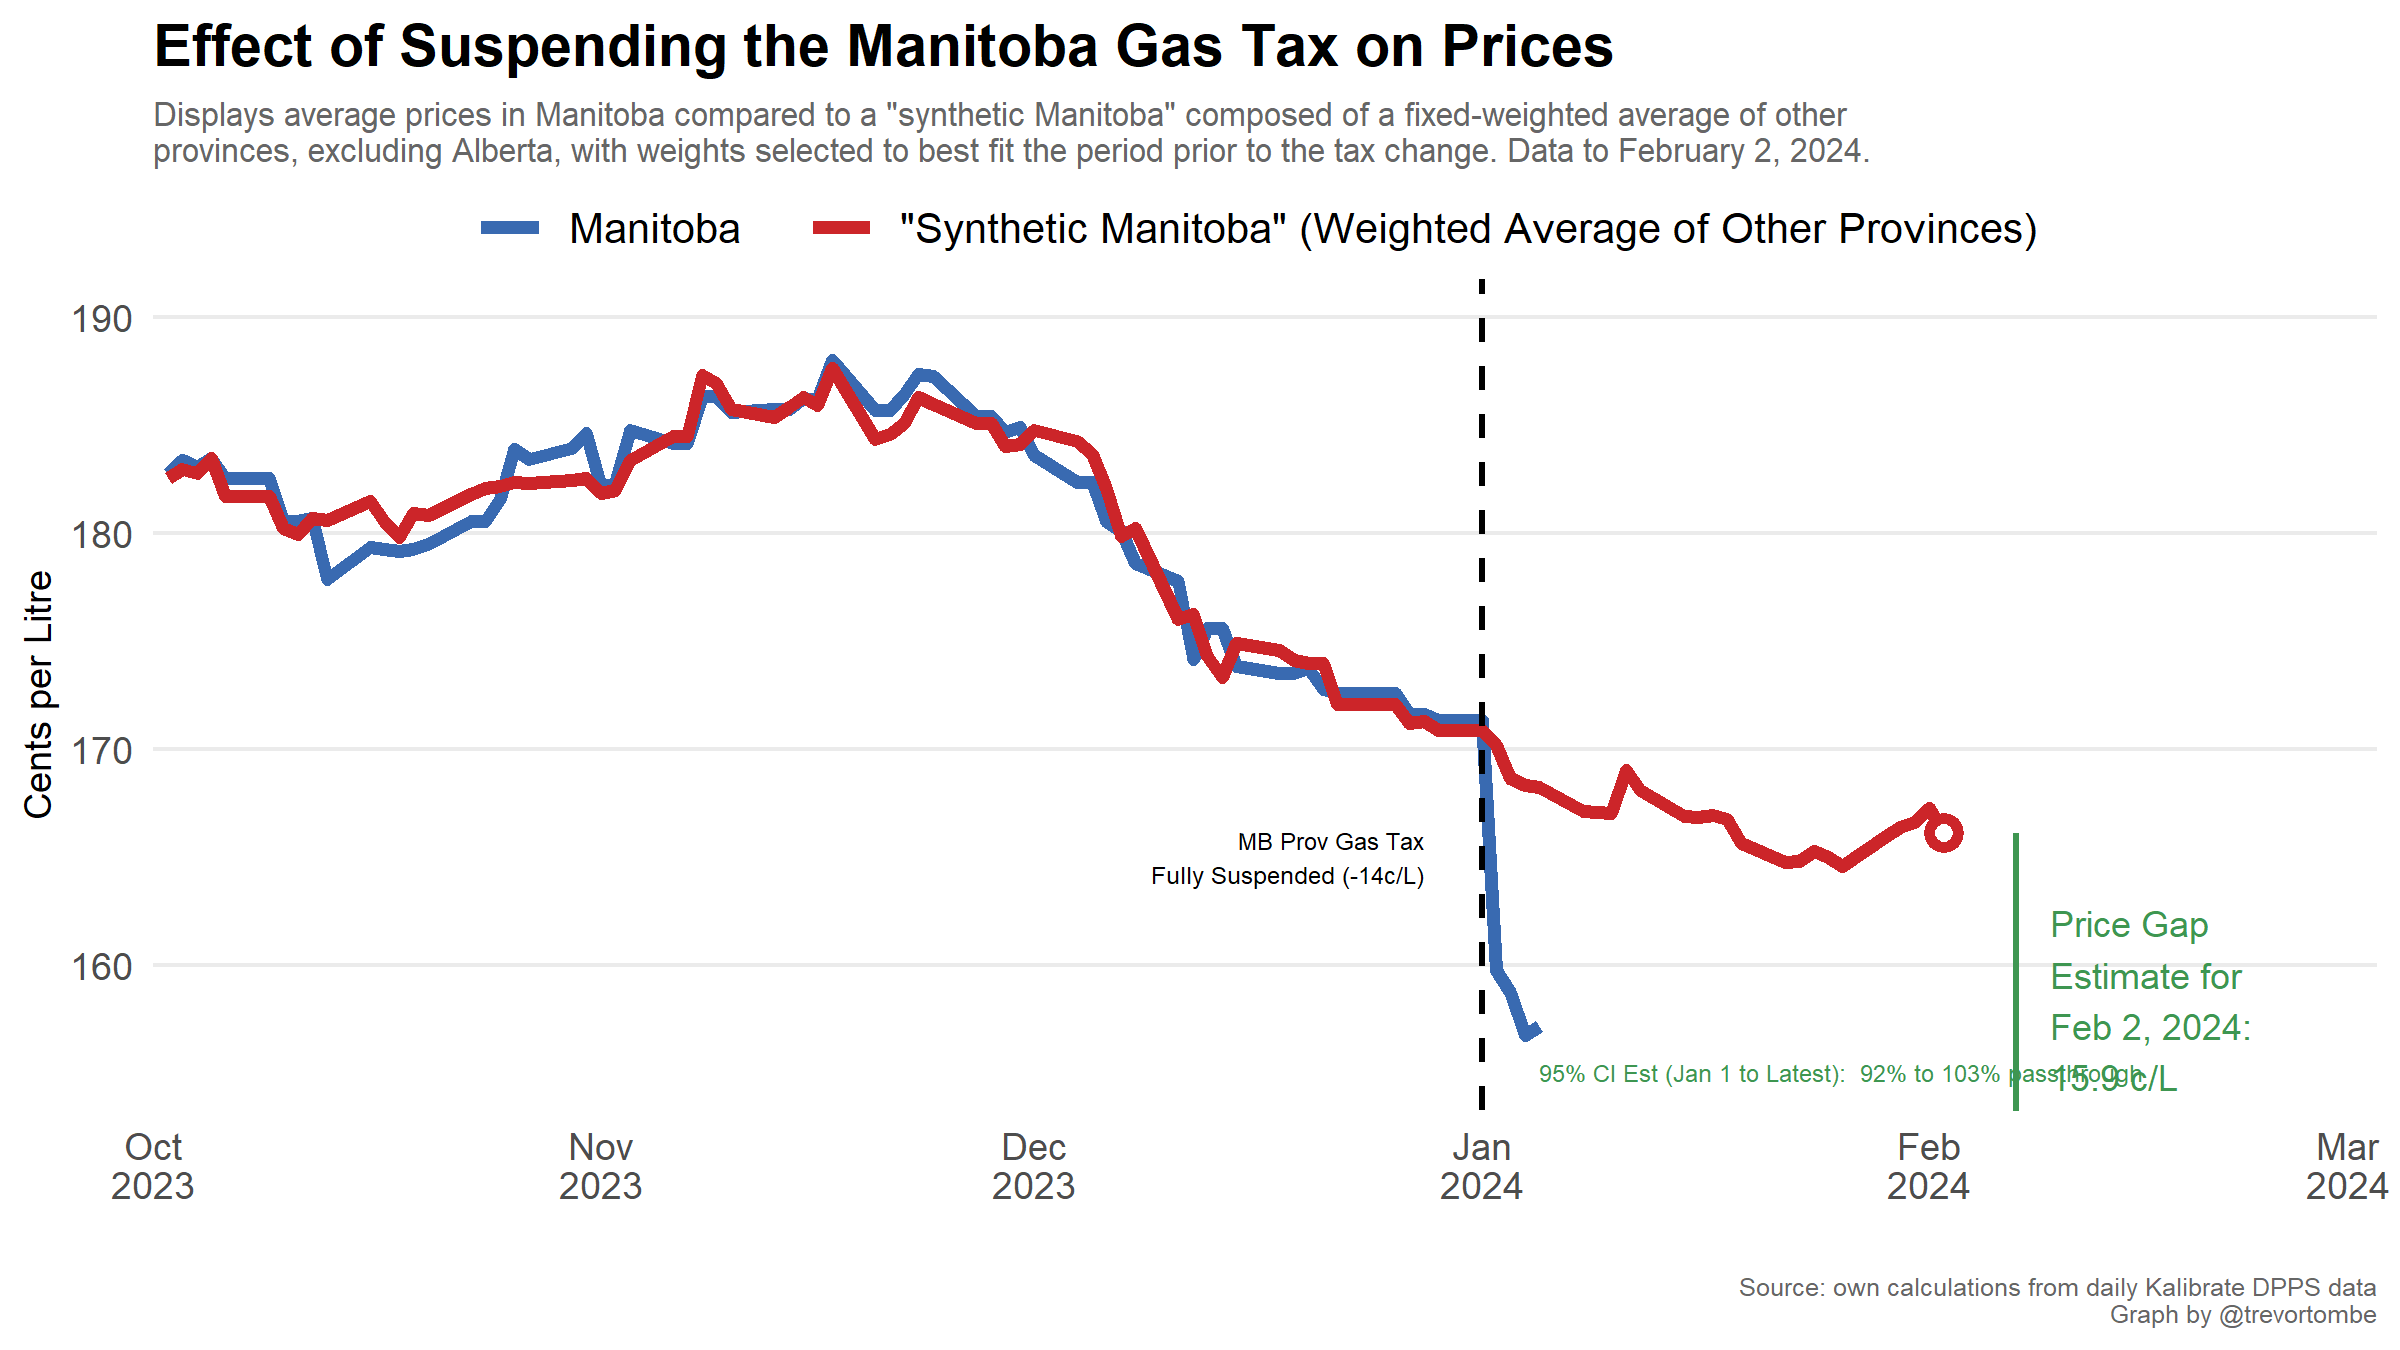 Effect of Suspending the Manitoba Gas Tax on Prices
Displays average prices in Manitoba compared to a "synthetic Manitoba" composed of a fixed-weighted average of other
provinces, excluding Alberta, with weights selected to best fit the period prior to the tax change. Data to February 2, 2024.
Manitoba
"Synthetic Manitoba" (Weighted Average of Other Provinces)
Cents per Litre
190
180
170
160
MB Prov Gas Tax
Fully Suspended (-14c/L)
Price Gap
Estimate for
Feb 2, 2024:
15.9 c/L
95% CI Est (Jan 1 to Latest):  92% to 103% passthrough
Oct
2023
Nov
2023
Dec
2023
Jan
2024
Feb
2024
Mar
2024
Source: own calculations from daily Kalibrate DPPS data
Graph by @trevortombe